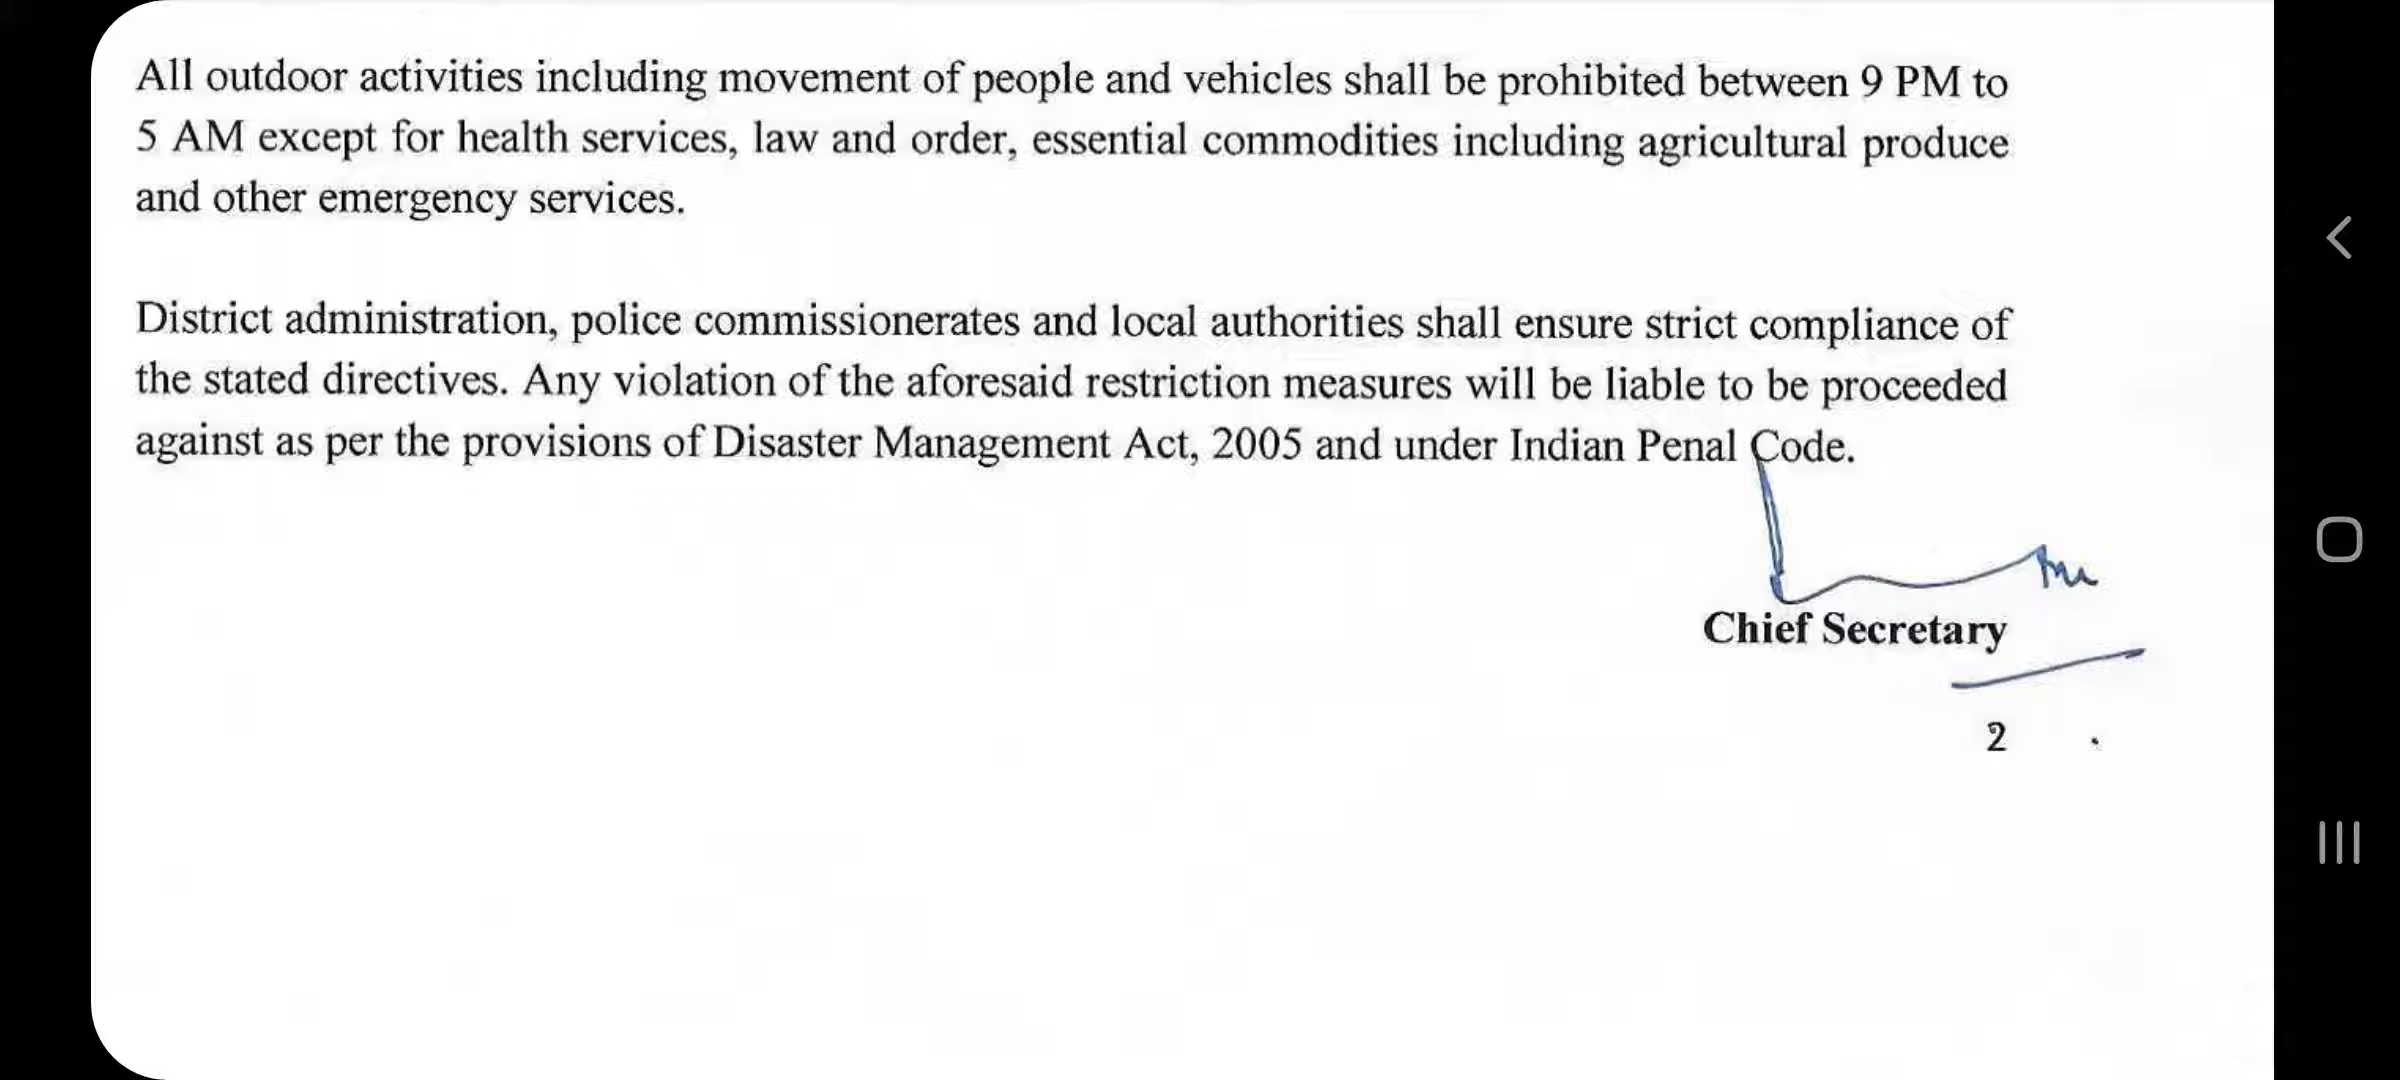 All outdoor activities including movement of people and vehicles shall be prohibited between 9 PM to
5 AM except for health services, law and order, essential commodities including agricultural produce
and other emergency services.
District administration, police commissionerates and local authorities shall ensure strict compliance of
the stated directives. Any violation of the aforesaid restriction measures will be liable to be proceeded
against as per the provisions of Disaster Management Act, 2005 and under Indian Penal Code.
Chief Secretary
2